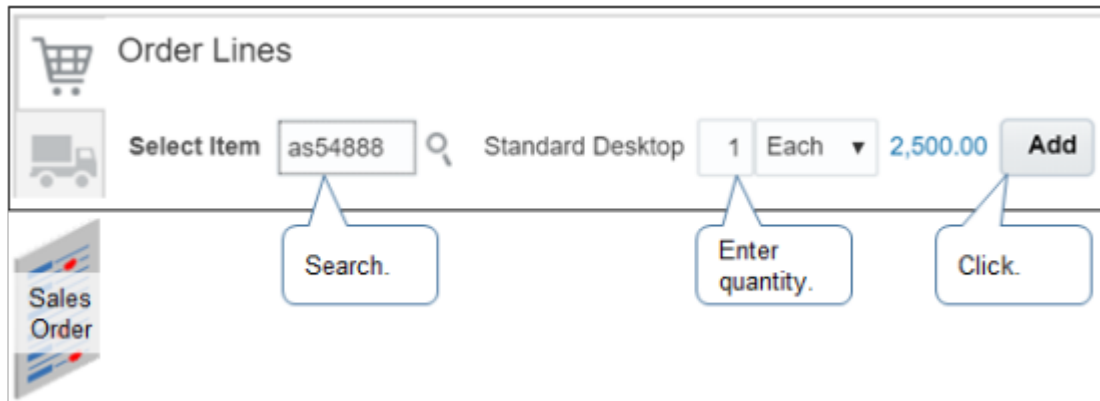 Order Lines
Select Item as54888 Standard Desktop 1 Each 2,500.00 Add
Search.
Enter
quantity.
Click.
Sales
Order